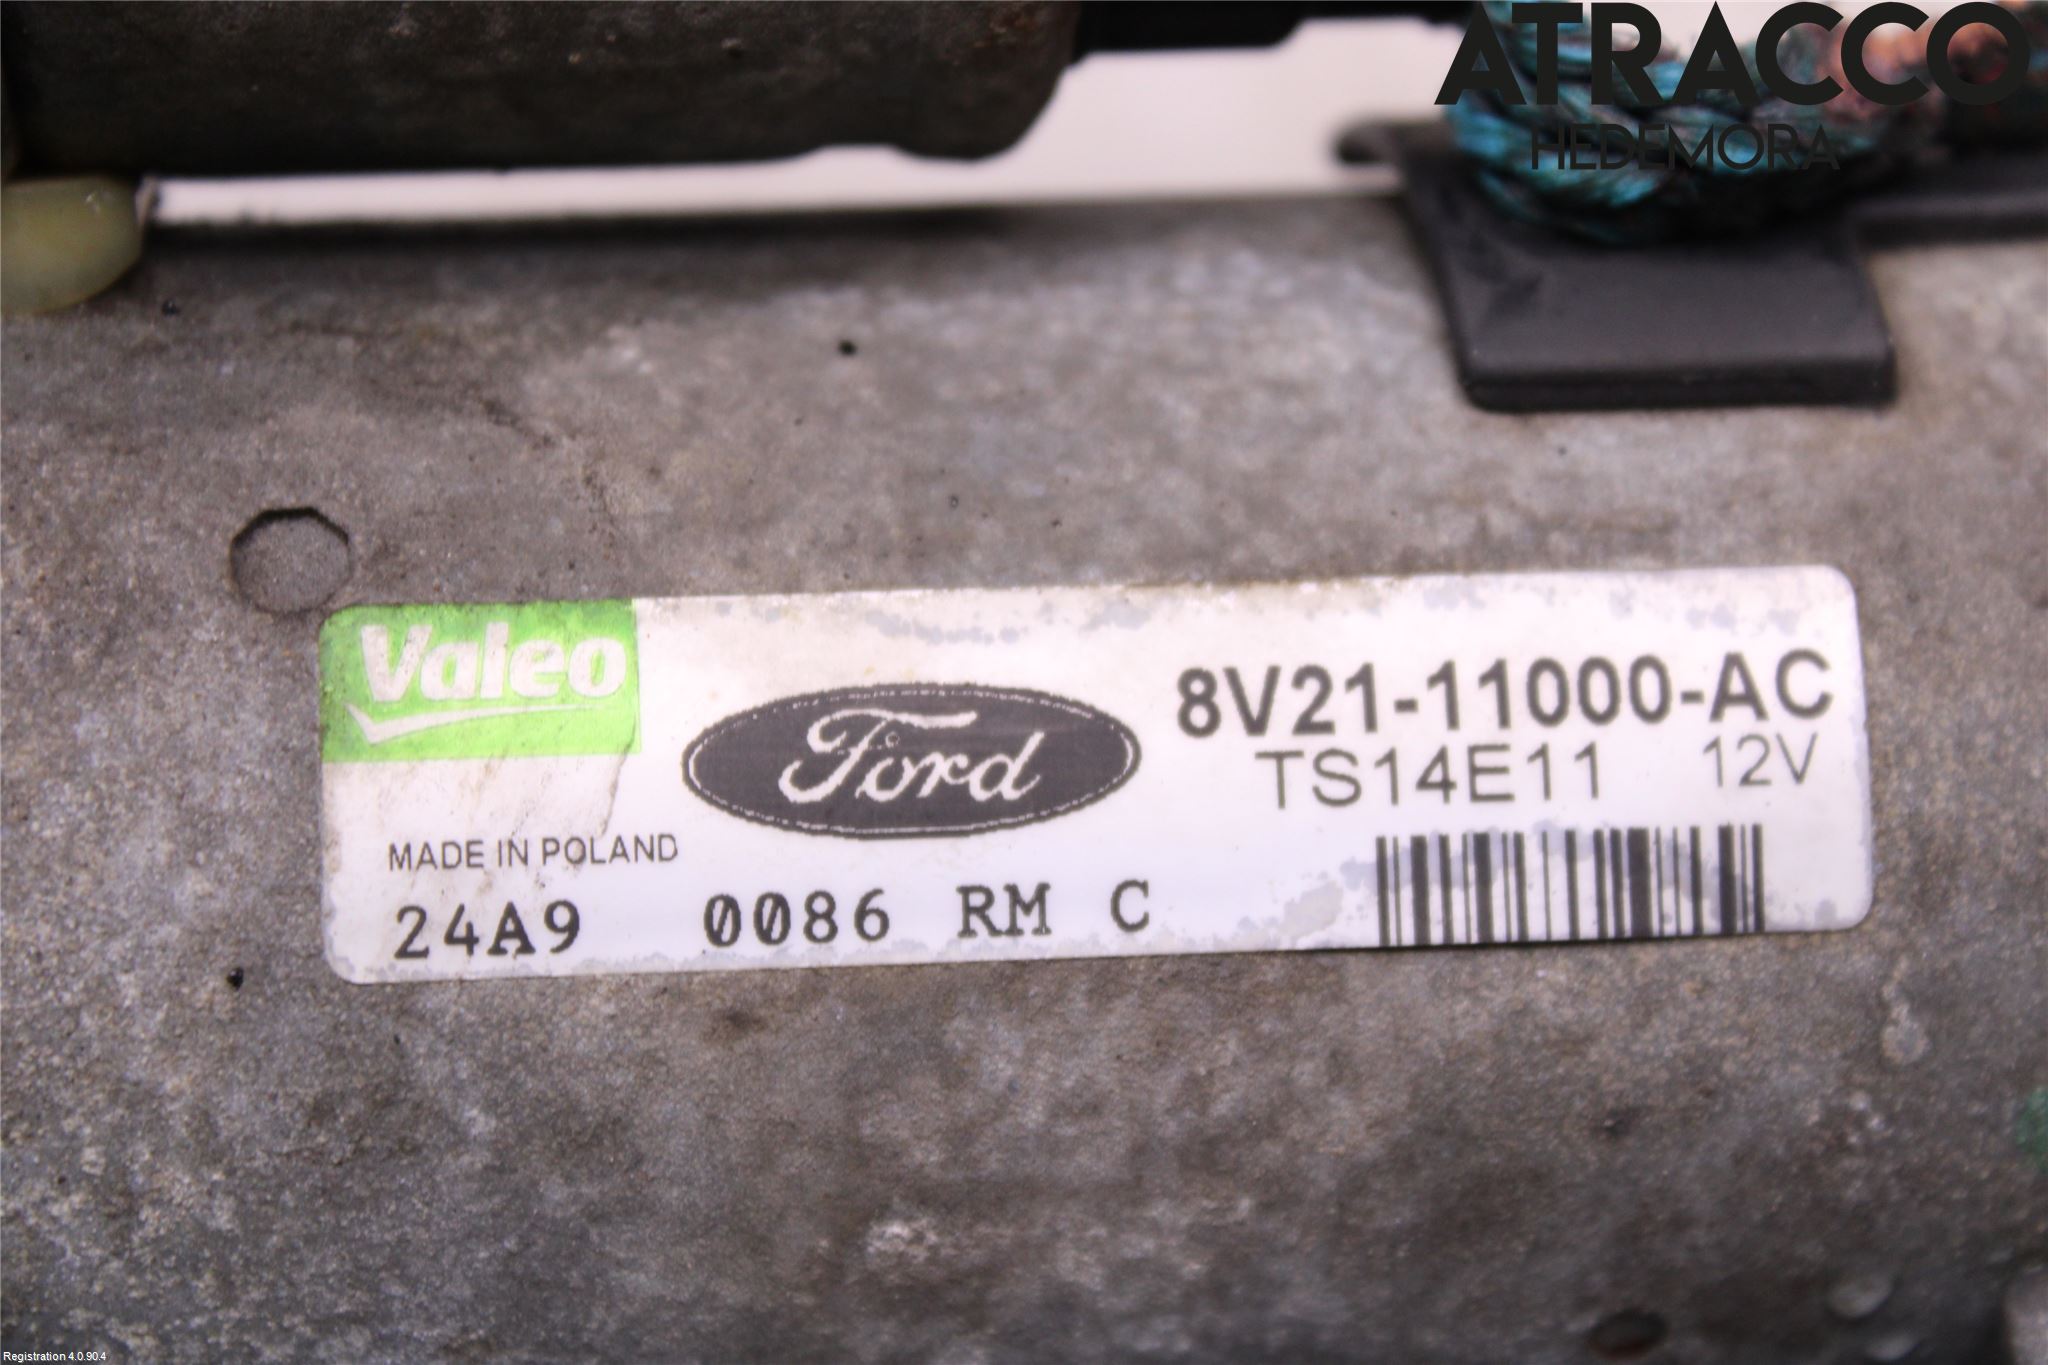 ATRACCO
HEDEMORA
Valeo
Ford
8V21-11000-AC
TS14E11 12V
MADE IN POLAND
24A9 0086 RM C
Registration 4.0.90.4